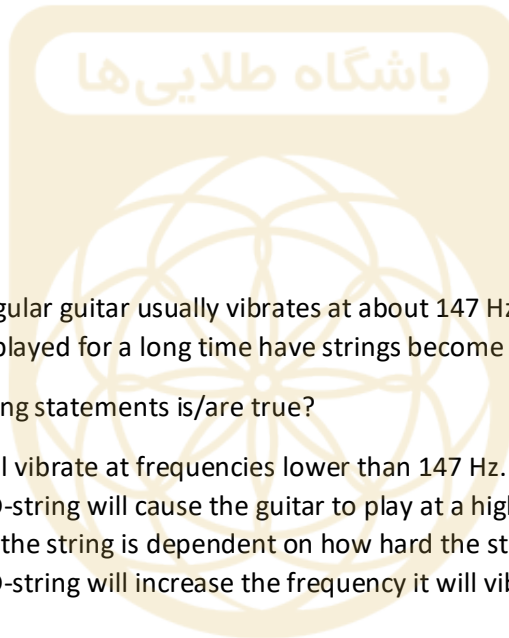 باشگاه طلایی‌ها
gular guitar usually vibrates at about 147 Hz
played for a long time have strings become
ng statements is/are true?
l vibrate at frequencies lower than 147 Hz.
-string will cause the guitar to play at a hig
the string is dependent on how hard the st
-string will increase the frequency it will vib